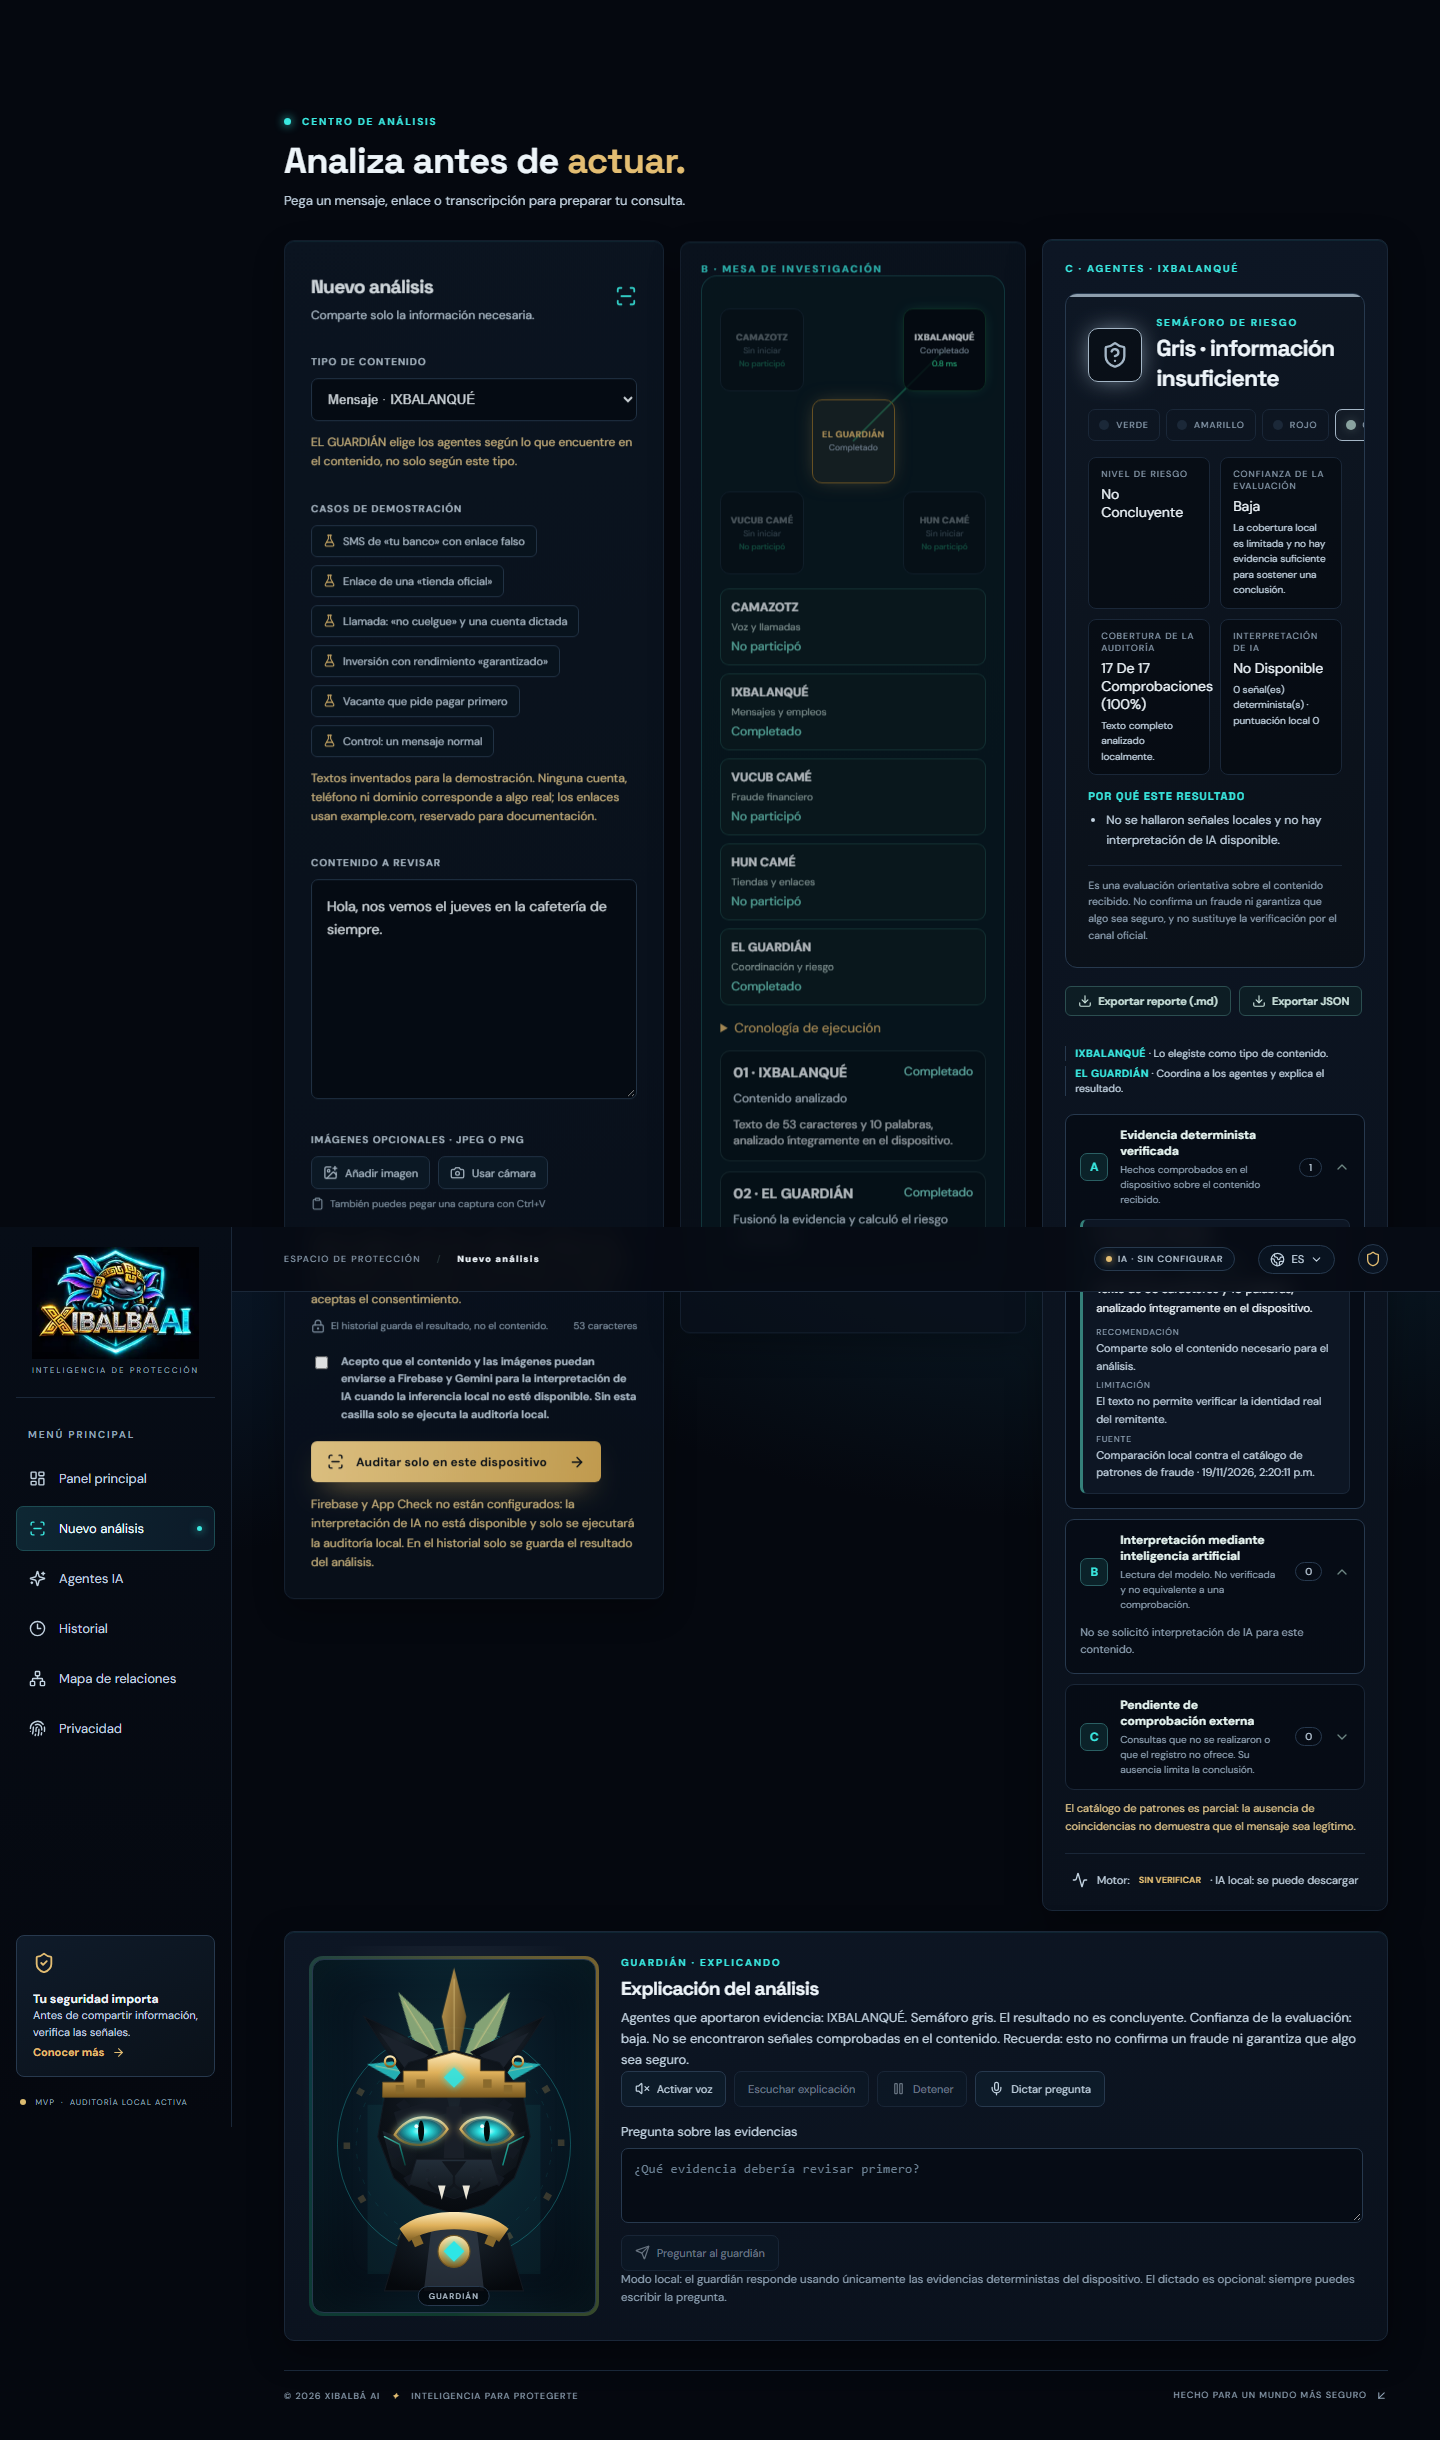 CENTRO DE ANÁLISIS
Analiza antes de actuar.
Pega un mensaje, enlace o transcripción para preparar tu consulta.
Nuevo análisis
Comparte solo la información necesaria.
TIPO DE CONTENIDO
Mensaje · IXBALANQUÉ
EL GUARDIÁN elige los agentes según lo que encuentre en
el contenido, no solo según este tipo.
CASOS DE DEMOSTRACIÓN
SMS de «tu banco» con enlace falso
Enlace de una «tienda oficial»
Llamada: «no cuelgue» y una cuenta dictada
Inversión con rendimiento «garantizado»
Vacante que pide pagar primero
Control: un mensaje normal
Textos inventados para la demostración. Ninguna cuenta,
teléfono ni dominio corresponde a algo real; los enlaces
usan example.com, reservado para documentación.
CONTENIDO A REVISAR
Hola, nos vemos el jueves en la cafetería de
siempre.
IMÁGENES OPCIONALES · JPEG O PNG
Añadir imagen
Usar cámara
También puedes pegar una captura con Ctrl+V
aceptas el consentimiento.
El historial guarda el resultado, no el contenido.
53 caracteres
Acepto que el contenido y las imágenes puedan
enviarse a Firebase y Gemini para la interpretación de
IA cuando la inferencia local no esté disponible. Sin esta
casilla solo se ejecuta la auditoría local.
Auditar solo en este dispositivo
Firebase y App Check no están configurados: la
interpretación de IA no está disponible y solo se ejecutará
la auditoría local. En el historial solo se guarda el resultado
del análisis.
B · MESA DE INVESTIGACIÓN
CAMAZOTZ
Sin iniciar
No participó
IXBALANQUÉ
Completado
0.8 ms
EL GUARDIÁN
Completado
VUCUB CAMÉ
Sin iniciar
No participó
HUN CAMÉ
Sin iniciar
No participó
CAMAZOTZ
Voz y llamadas
No participó
IXBALANQUÉ
Mensajes y empleos
Completado
VUCUB CAMÉ
Fraude financiero
No participó
HUN CAMÉ
Tiendas y enlaces
No participó
EL GUARDIÁN
Coordinación y riesgo
Completado
Cronología de ejecución
01 · IXBALANQUÉ
Completado
Contenido analizado
Texto de 53 caracteres y 10 palabras,
analizado íntegramente en el dispositivo.
02 · EL GUARDIÁN
Completado
Fusionó la evidencia y calculó el riesgo
C · AGENTES · IXBALANQUÉ
SEMÁFORO DE RIESGO
Gris · información
insuficiente
VERDE
AMARILLO
ROJO
NIVEL DE RIESGO
No
Concluyente
CONFIANZA DE LA
EVALUACIÓN
Baja
La cobertura local
es limitada y no hay
evidencia suficiente
para sostener una
conclusión.
COBERTURA DE LA
AUDITORÍA
17 De 17
Comprobaciones
(100%)
Texto completo
analizado
localmente.
INTERPRETACIÓN
DE IA
No Disponible
0 señal(es)
determinista(s) ·
puntuación local 0
POR QUÉ ESTE RESULTADO
• No se hallaron señales locales y no hay
interpretación de IA disponible.
Es una evaluación orientativa sobre el contenido
recibido. No confirma un fraude ni garantiza que
algo sea seguro, y no sustituye la verificación por el
canal oficial.
Exportar reporte (.md)
Exportar JSON
IXBALANQUÉ · Lo elegiste como tipo de contenido.
EL GUARDIÁN · Coordina a los agentes y explica el
resultado.
A
Evidencia determinista
verificada
Hechos comprobados en el
dispositivo sobre el contenido
recibido.
1
analizado íntegramente en el dispositivo.
RECOMENDACIÓN
Comparte solo el contenido necesario para el
análisis.
LIMITACIÓN
El texto no permite verificar la identidad real
del remitente.
FUENTE
Comparación local contra el catálogo de
patrones de fraude · 19/11/2026, 2:20:11 p.m.
B
Interpretación mediante
inteligencia artificial
Lectura del modelo. No verificada
y no equivalente a una
comprobación.
0
No se solicitó interpretación de IA para este
contenido.
C
Pendiente de
comprobación externa
Consultas que no se realizaron o
que el registro no ofrece. Su
ausencia limita la conclusión.
0
El catálogo de patrones es parcial: la ausencia de
coincidencias no demuestra que el mensaje sea legítimo.
Motor: SIN VERIFICAR · IA local: se puede descargar
XIBALBÁ AI
INTELIGENCIA DE PROTECCIÓN
ESPACIO DE PROTECCIÓN / Nuevo análisis
IA · SIN CONFIGURAR
ES
MENÚ PRINCIPAL
Panel principal
Nuevo análisis
Agentes IA
Historial
Mapa de relaciones
Privacidad
Tu seguridad importa
Antes de compartir información,
verifica las señales.
Conocer más
MVP · AUDITORÍA LOCAL ACTIVA
GUARDIÁN
GUARDIÁN · EXPLICANDO
Explicación del análisis
Agentes que aportaron evidencia: IXBALANQUÉ. Semáforo gris. El resultado no es concluyente. Confianza de la evaluación:
baja. No se encontraron señales comprobadas en el contenido. Recuerda: esto no confirma un fraude ni garantiza que algo
sea seguro.
Activar voz
Escuchar explicación
Detener
Dictar pregunta
Pregunta sobre las evidencias
¿Qué evidencia debería revisar primero?
Preguntar al guardián
Modo local: el guardián responde usando únicamente las evidencias deterministas del dispositivo. El dictado es opcional: siempre puedes
escribir la pregunta.
© 2026 XIBALBÁ AI
INTELIGENCIA PARA PROTEGERTE
HECHO PARA UN MUNDO MÁS SEGURO